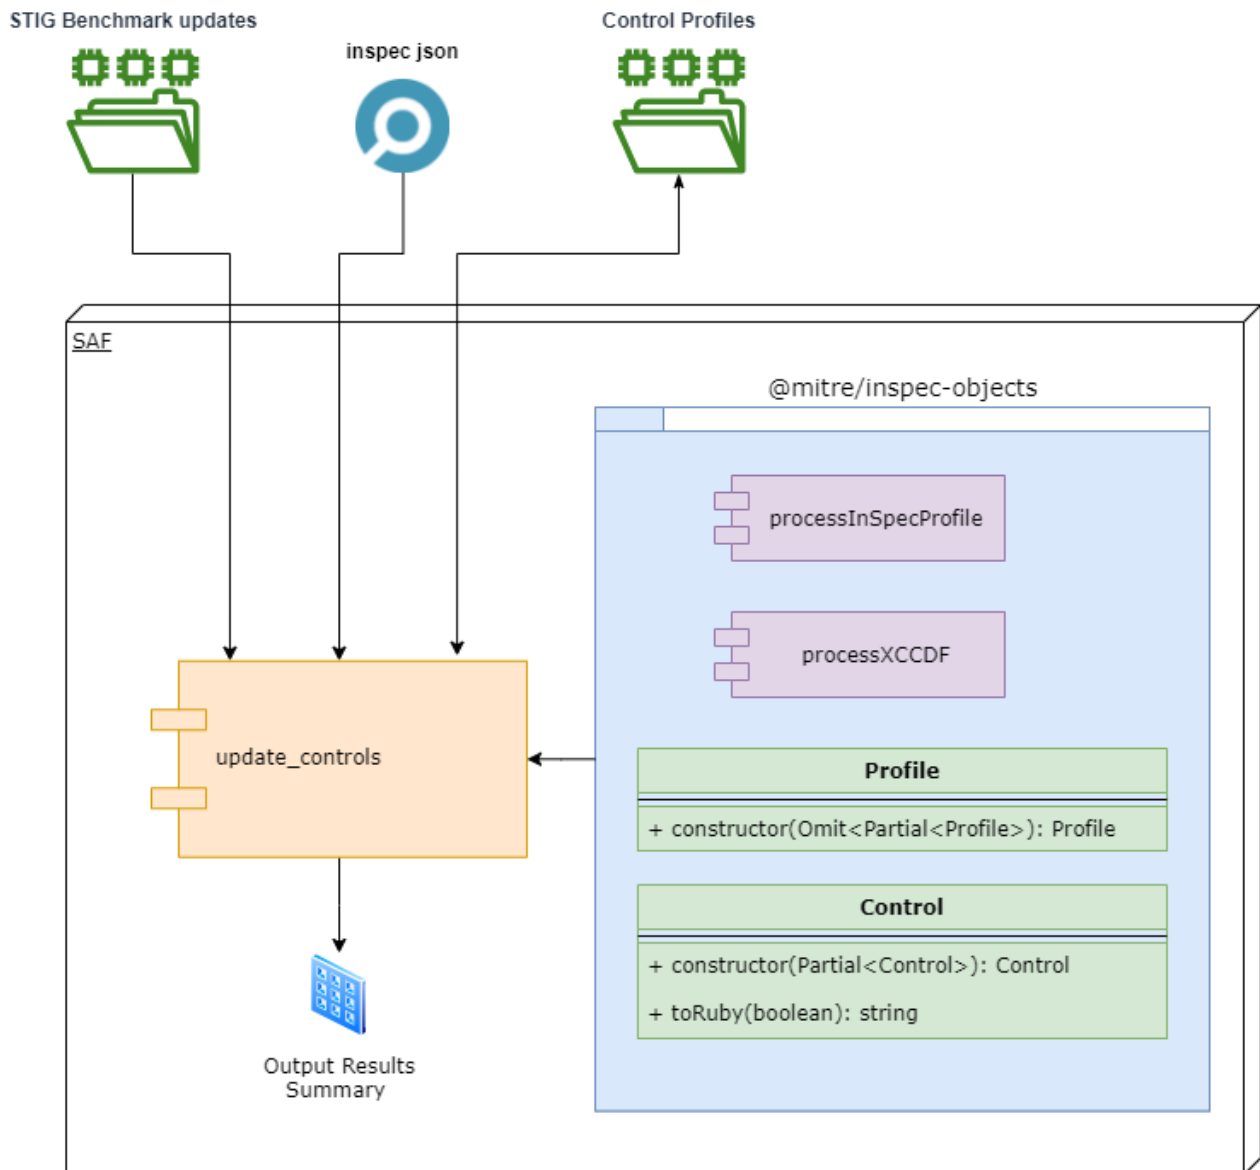 STIG Benchmark updates
inspec json
Control Profiles
SAF
@mitre/inspec-objects
processInSpecProfile
processXCCDF
update_controls
Profile
+ constructor(Omit<Partial<Profile>): Profile
Control
+ constructor(Partial<Control>): Control
+ toRuby(boolean): string
Output Results
Summary